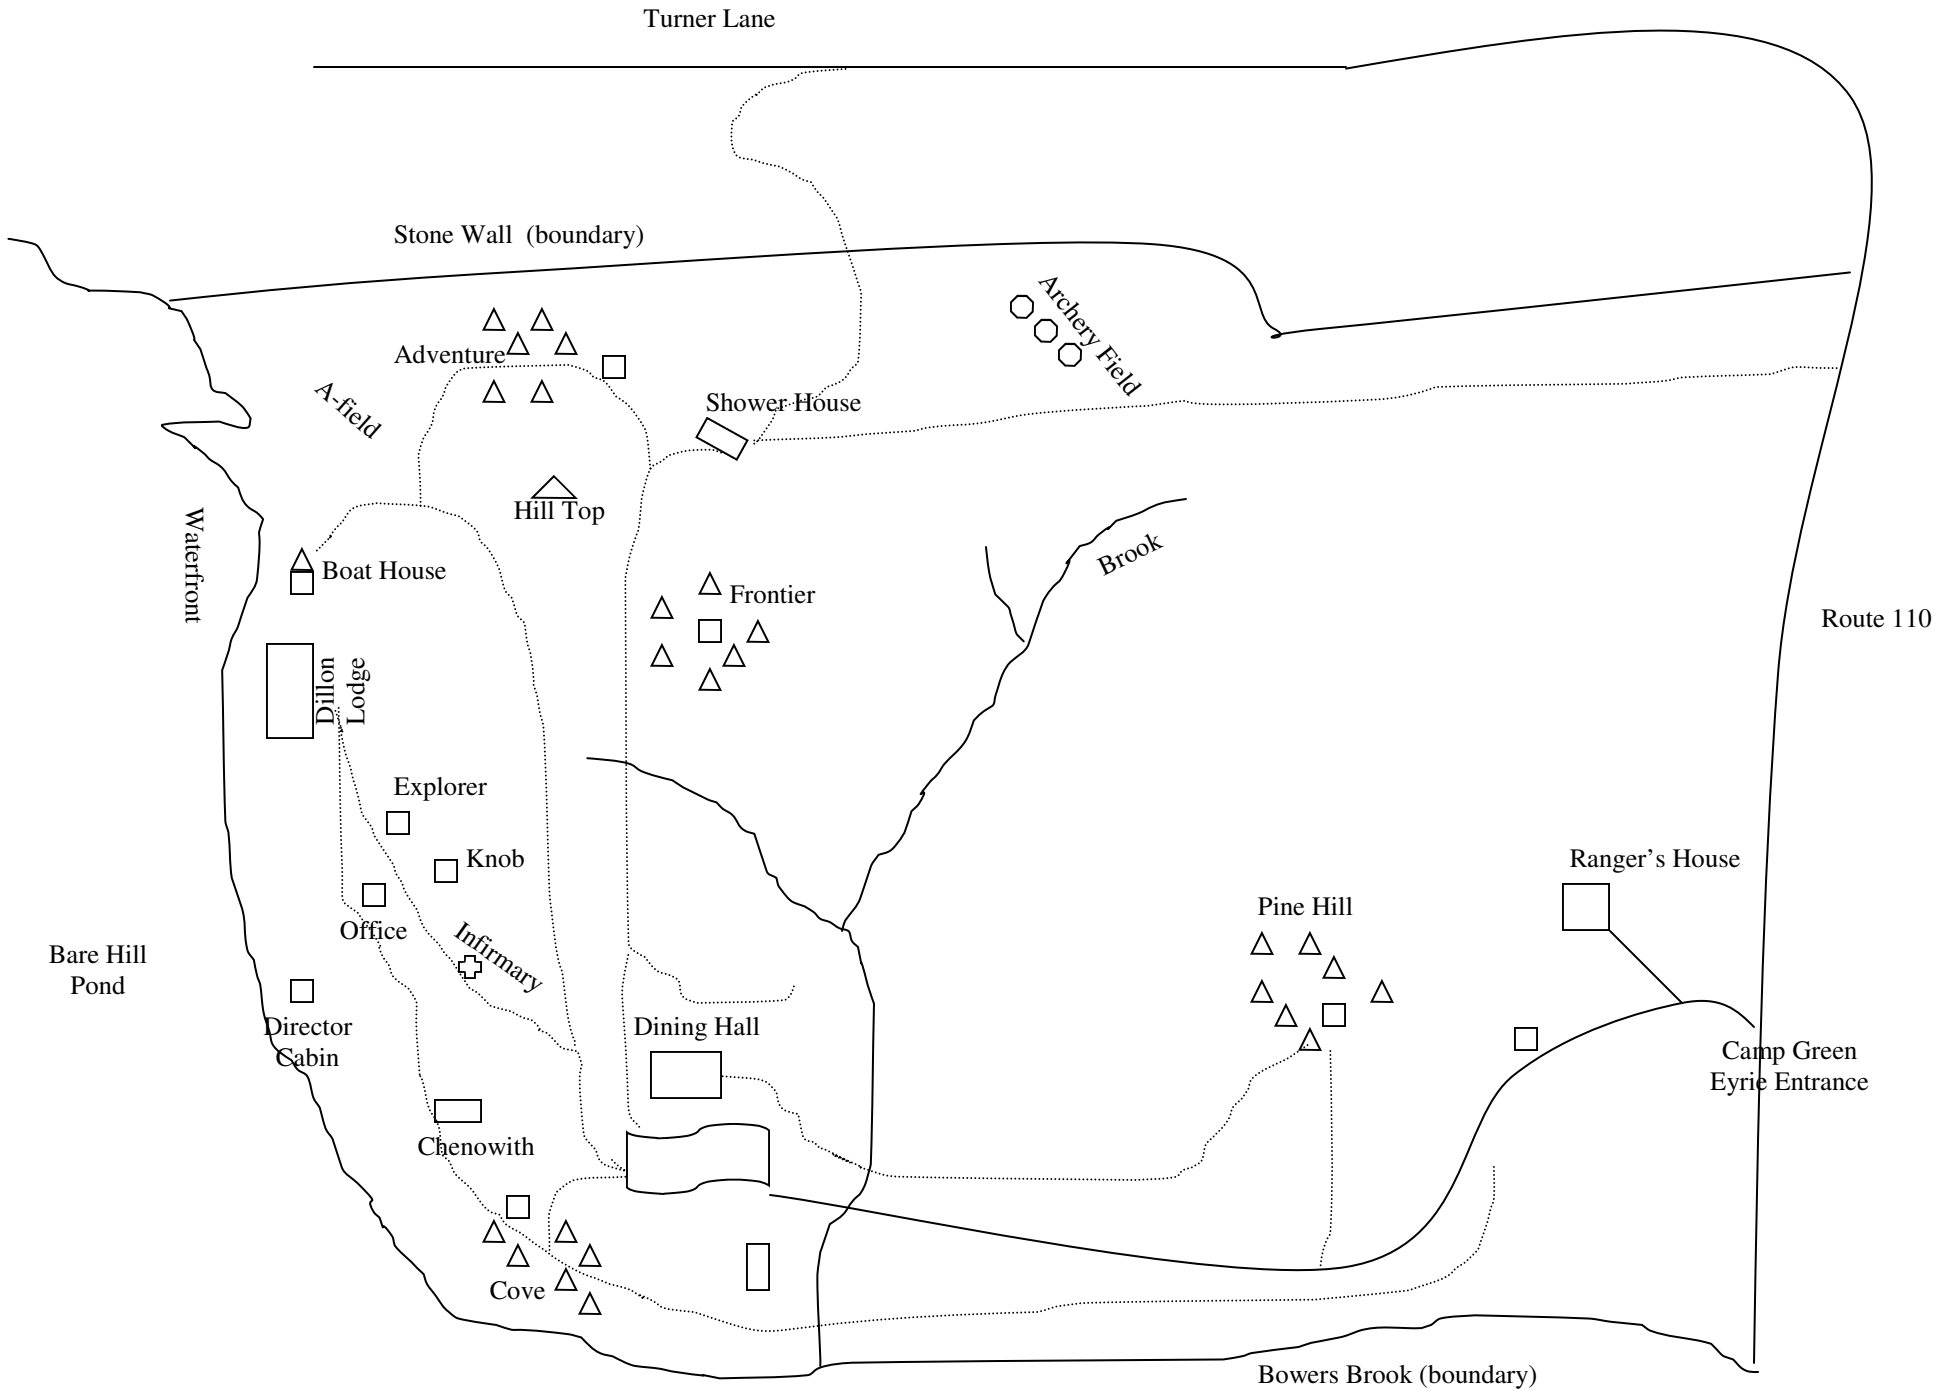 Turner Lane
Stone Wall (boundary)
Archery Field
Adventure
A-field
Shower House
Hill Top
Waterfront
Brook
Boat House
Frontier
Route 110
Dillon
Lodge
Explorer
Knob
Ranger’s House
Office
Pine Hill
Infirmary
Bare Hill
Pond
Director
Cabin
Dining Hall
Camp Green
Eyrie Entrance
Chenowith
Cove
Bowers Brook (boundary)